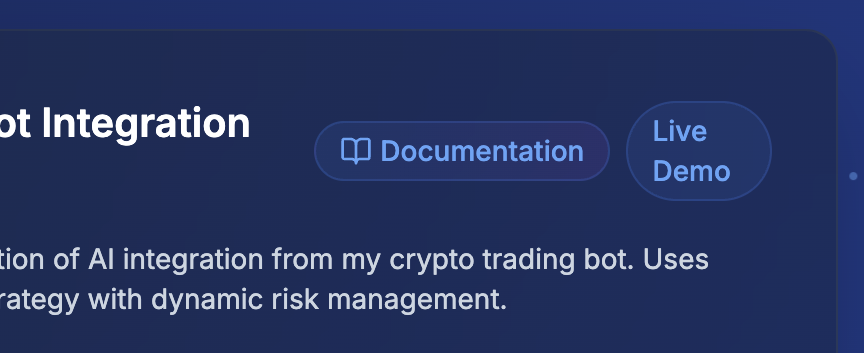 ot Integration
Documentation
Live
Demo
tion of AI integration from my crypto trading bot. Uses
rategy with dynamic risk management.